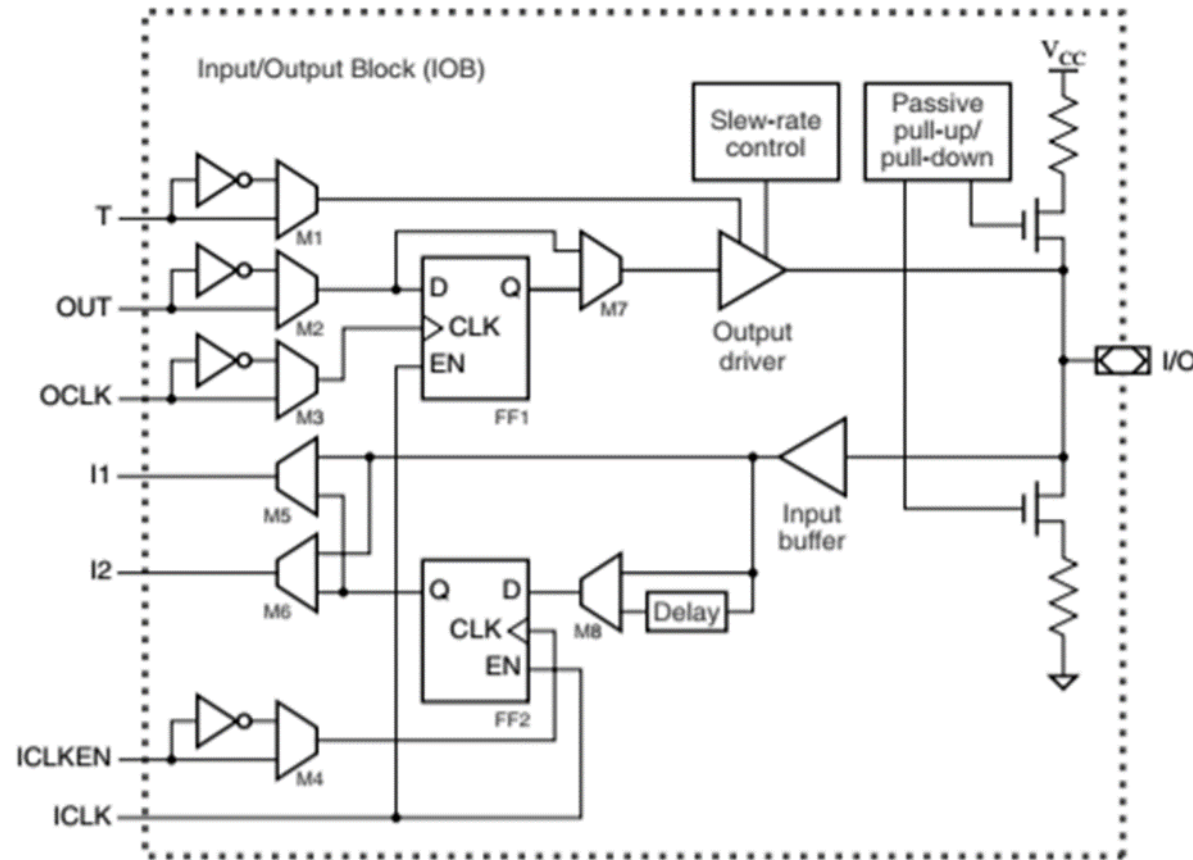 Input/Output Block (IOB)
VCC
Slew-rate
control
Passive
pull-up/
pull-down
T
M1
OUT
M2
D
Q
M7
CLK
Output
driver
EN
OCLK
M3
FF1
I/O
I1
M5
Input
buffer
I2
M6
Q
D
M8
Delay
CLK
EN
FF2
ICLKEN
M4
ICLK